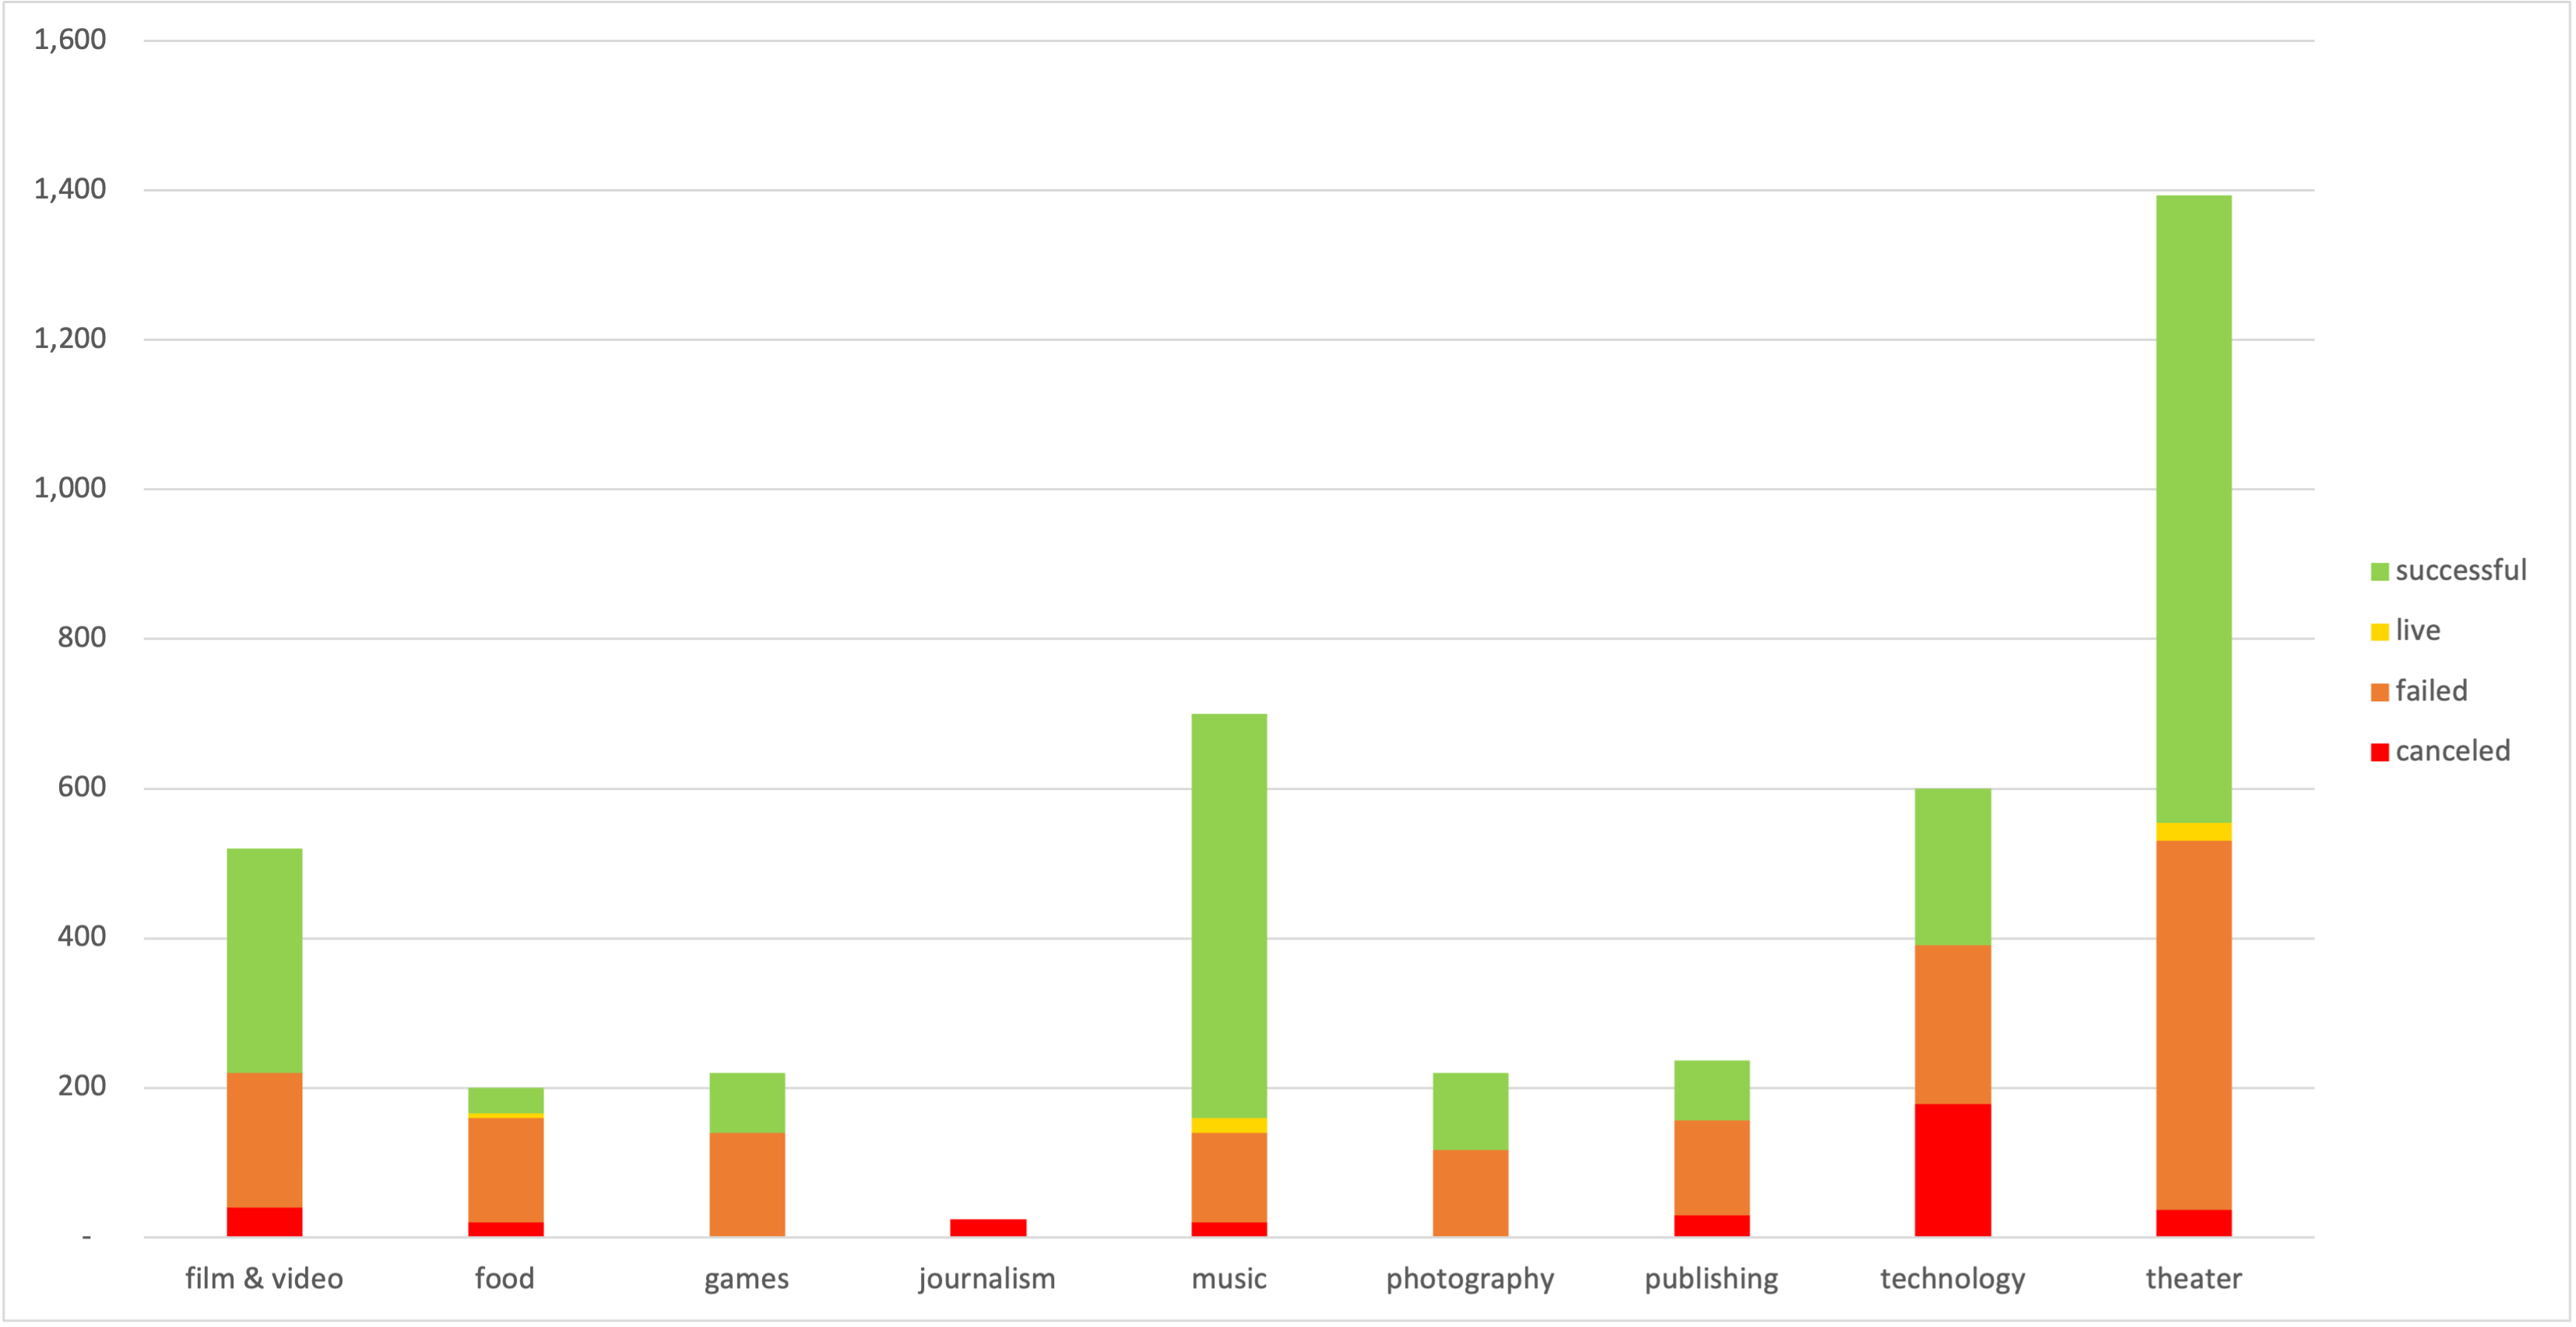 1,600
1,400
1,200
1,000
800
600
400
200
-
film & video food games journalism music photography publishing technology theater
successful
live
failed
canceled